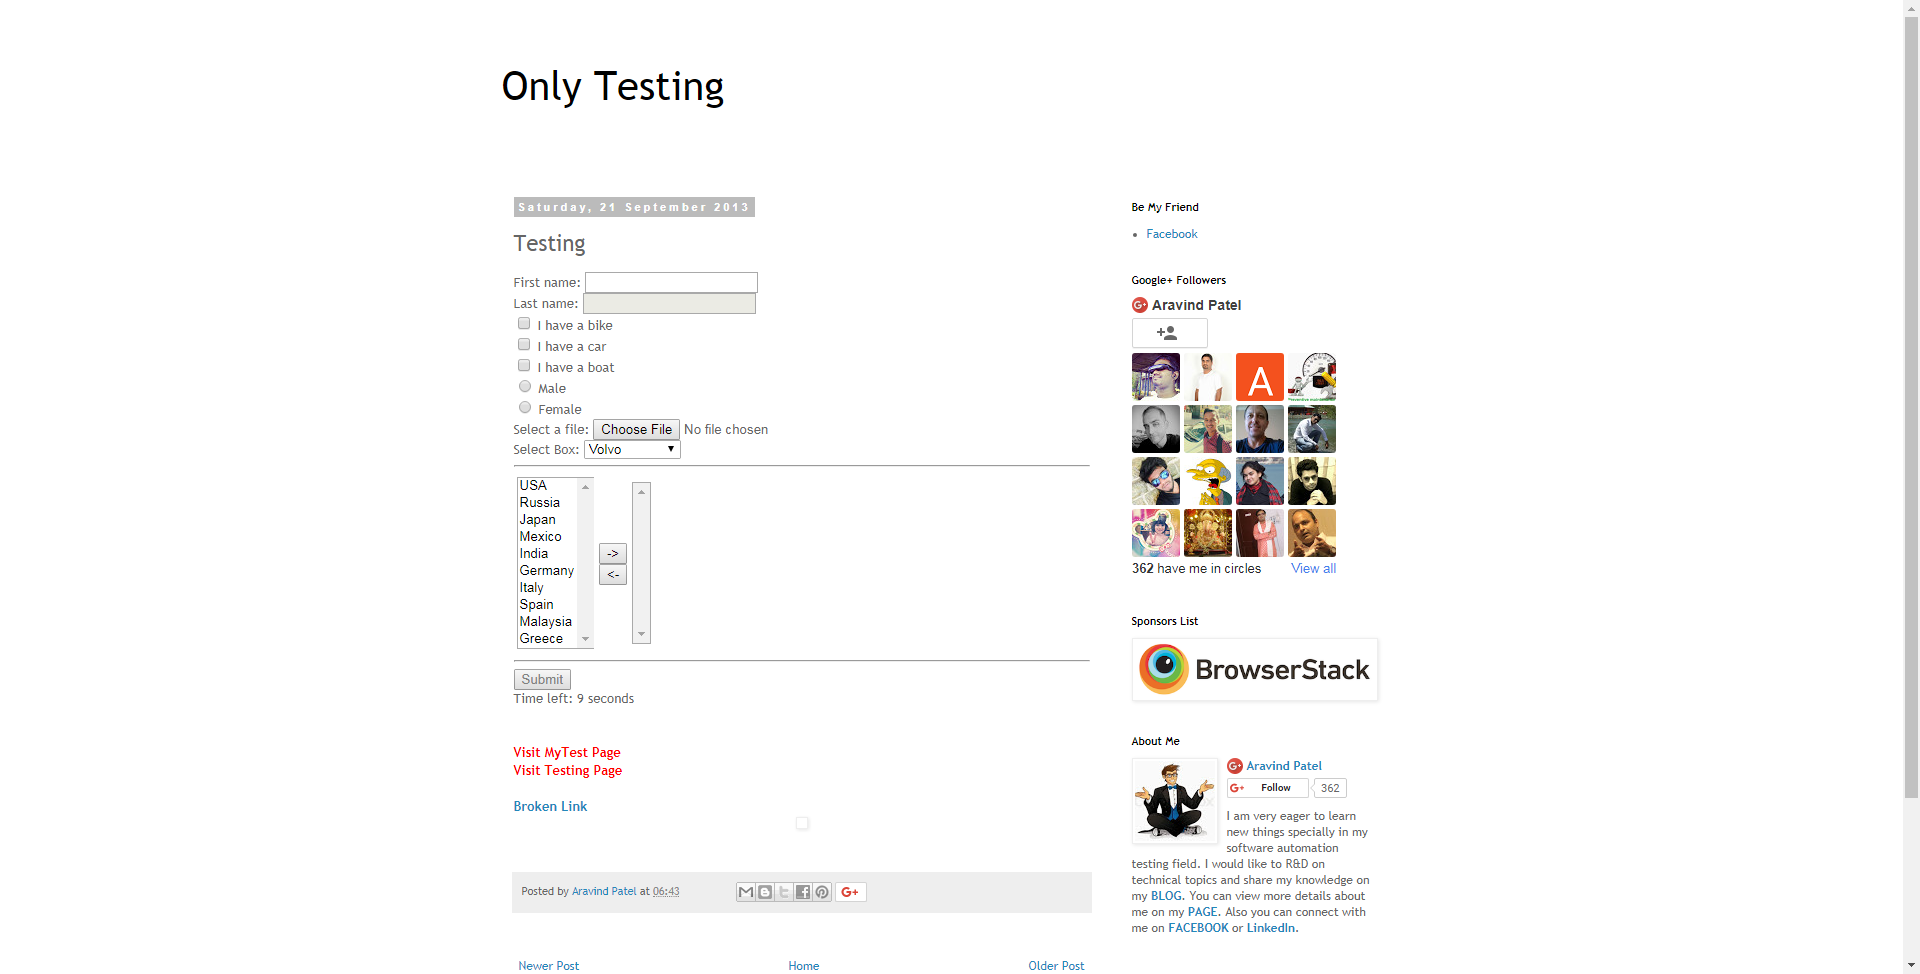 Only Testing
Saturday, 21 September 2013
Testing
First name:
Last name:
I have a bike
I have a car
I have a boat
Male
Female
Select a file: Choose File No file chosen
Select Box: Volvo
USA
Russia
Japan
Mexico
India
Germany
Italy
Spain
Malaysia
Greece
->
<-
Submit
Time left: 9 seconds
Visit MyTest Page
Visit Testing Page
Broken Link
Posted by Aravind Patel at 06:43
G+
Newer Post Home Older Post
Be My Friend
Facebook
Google+ Followers
G+ Aravind Patel
A
362 have me in circles View all
Sponsors List
BrowserStack
About Me
G+ Aravind Patel
G+ Follow 362
I am very eager to learn
new things specially in my
software automation
testing field. I would like to R&D on
technical topics and share my knowledge on
my BLOG. You can view more details about
me on my PAGE. Also you can connect with
me on FACEBOOK or LinkedIn.